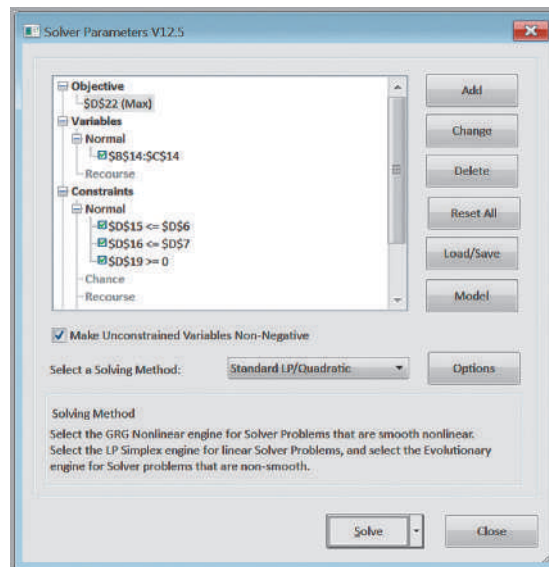 Solver Parameters V12.5
Objective
$D$22 (Max)
Variables
Normal
$B$14:$C$14
Recourse
Constraints
Normal
$D$15 <= $D$6
$D$16 <= $D$7
$D$19 >= 0
Chance
Recourse
Add
Change
Delete
Reset All
Load/Save
Model
Make Unconstrained Variables Non-Negative
Select a Solving Method:
Standard LP/Quadratic
Options
Solving Method
Select the GRG Nonlinear engine for Solver Problems that are smooth nonlinear.
Select the LP Simplex engine for linear Solver Problems, and select the Evolutionary
engine for Solver problems that are non-smooth.
Solve
Close